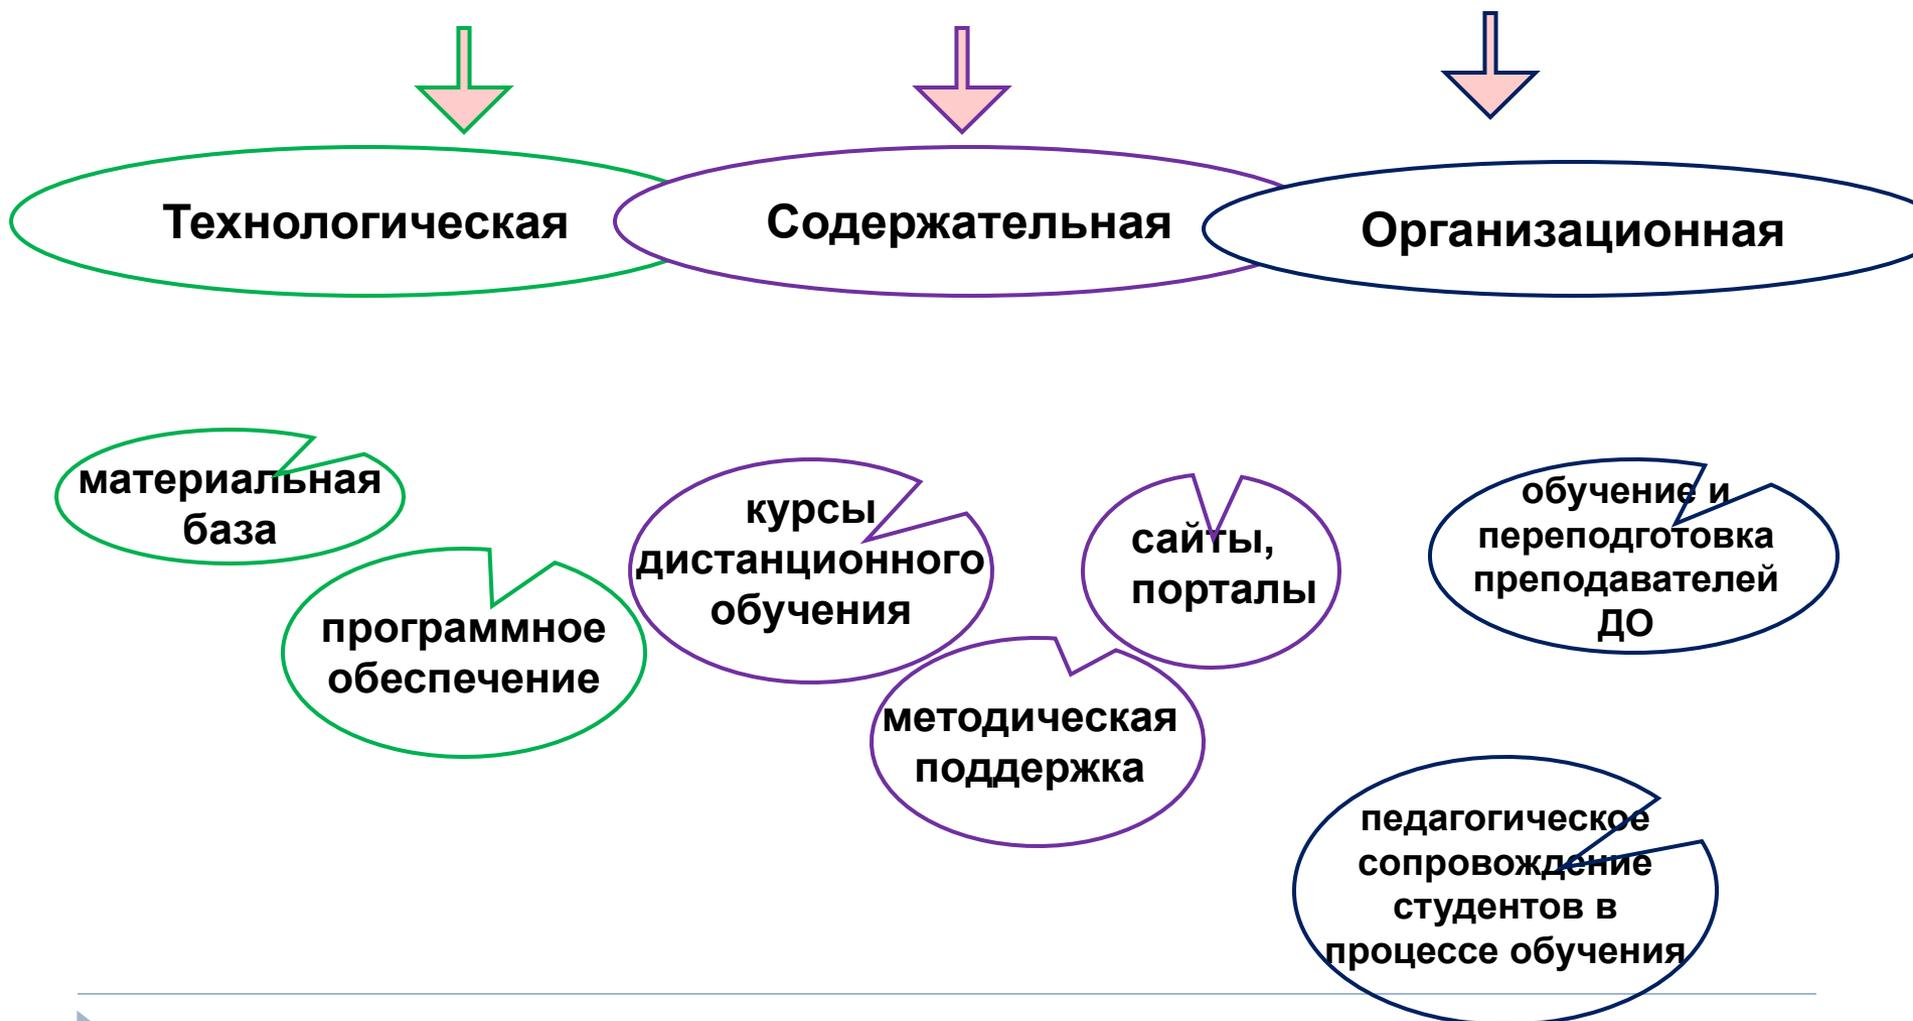 Технологическая
Содержательная
Организационная
материальная
база
программное
обеспечение
курсы
дистанционного
обучения
методическая
поддержка
сайты,
порталы
обучение и
переподготовка
преподавателей
ДО
педагогическое
сопровождение
студентов в
процессе обучения